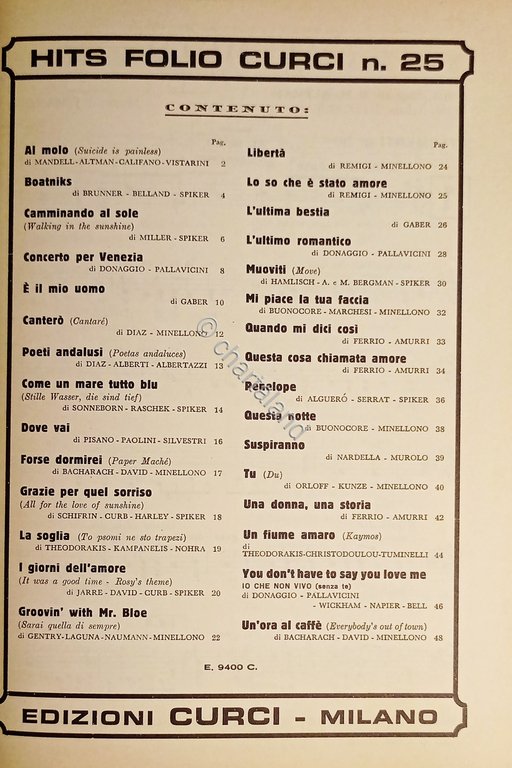 HITS FOLIO CURCI n. 25
CONTENUTO:
Pag.
Al molo (Suicide is painless)
di MANDELL-ALTMAN-CALIFANO-VISTARINI 2
Boatniks
di BRUNNER - BELLAND - SPIKER 4
Camminando al sole
(Walking in the sunshine)
di MILLER - SPIKER 6
Concerto per Venezia
di DONAGGIO - PALLAVICINI 8
È il mio uomo
di GABER 10
Canterò (Cantaré)
di DIAZ - MINELLONO 12
Poeti andalusi (Poetas andaluces)
di DIAZ - ALBERTI - ALBERTAZZI 13
Come un mare tutto blu
(Stille Wasser, die sind tief)
di SONNEBORN - RASCHEK - SPIKER 14
Dove vai
di PISANO - PAOLINI - SILVESTRI 16
Forse dormirei (Paper Maché)
di BACHARACH - DAVID - MINELLONO 17
Grazie per quel sorriso
(All for the love of sunshine)
di SCHIFRIN - CURB - HARLEY - SPIKER 18
La soglia (To psomi ne sto trapezi)
di THEODORAKIS - KAMPANELIS - NOHRA 19
I giorni dell'amore
(It was a good time - Rosy's theme)
di JARRE - DAVID - CURB - SPIKER 20
Groovin' with Mr. Bloe
(Sarai quella di sempre)
di GENTRY-LAGUNA-NAUMANN-MINELLONO 22
Pag.
Libertà
di REMIGI - MINELLONO 24
Lo so che è stato amore
di REMIGI - MINELLONO 25
L'ultima bestia
di GABER 26
L'ultimo romantico
di DONAGGIO - PALLAVICINI 28
Muoviti (Move)
di HAMLISCH - A. e M. BERGMAN - SPIKER 30
Mi piace la tua faccia
di BUONOCORE - MARCHESI - MINELLONO 32
Quando mi dici così
di FERRIO - AMURRI 33
Questa cosa chiamata amore
di FERRIO - AMURRI 34
Penelope
di ALGUERÓ - SERRAT - SPIKER 36
Questa notte
di BUONOCORE - MINELLONO 38
Suspiranno
di NARDELLA - MUROLO 39
Tu (Du)
di ORLOFF - KUNZE - MINELLONO 40
Una donna, una storia
di FERRIO - AMURRI 42
Un fiume amaro (Kaymos)
di
THEODORAKIS-CHRISTODOULOU-TUMINELLI 44
You don't have to say you love me
IO CHE NON VIVO (senza te)
di DONAGGIO - PALLAVICINI
- WICKHAM - NAPIER - BELL 46
Un'ora al caffè (Everybody's out of town)
di BACHARACH - DAVID - MINELLONO 48
E. 9400 C.
EDIZIONI CURCI - MILANO
© chartaland